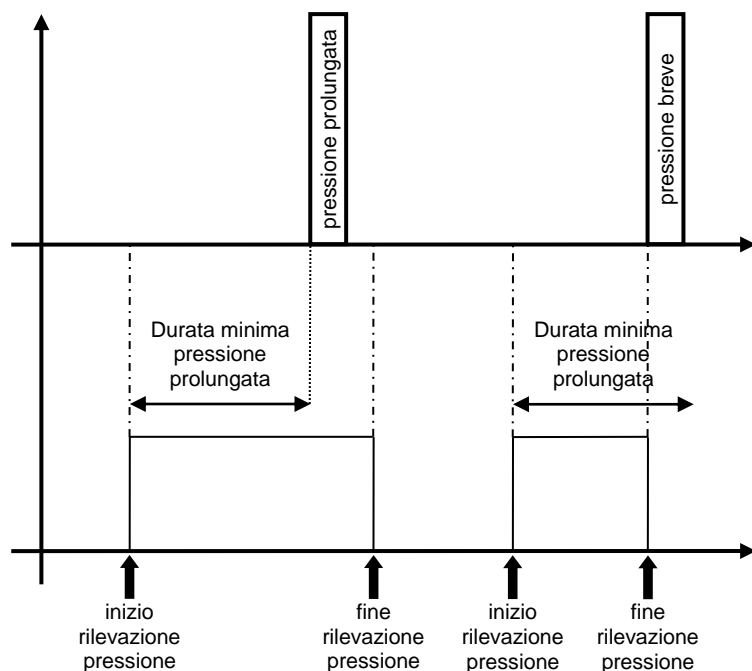 pressione prolungata
pressione breve
Durata minima
pressione
prolungata
Durata minima
pressione
prolungata
inizio
rilevazione
pressione
fine
rilevazione
pressione
inizio
rilevazione
pressione
fine
rilevazione
pressione